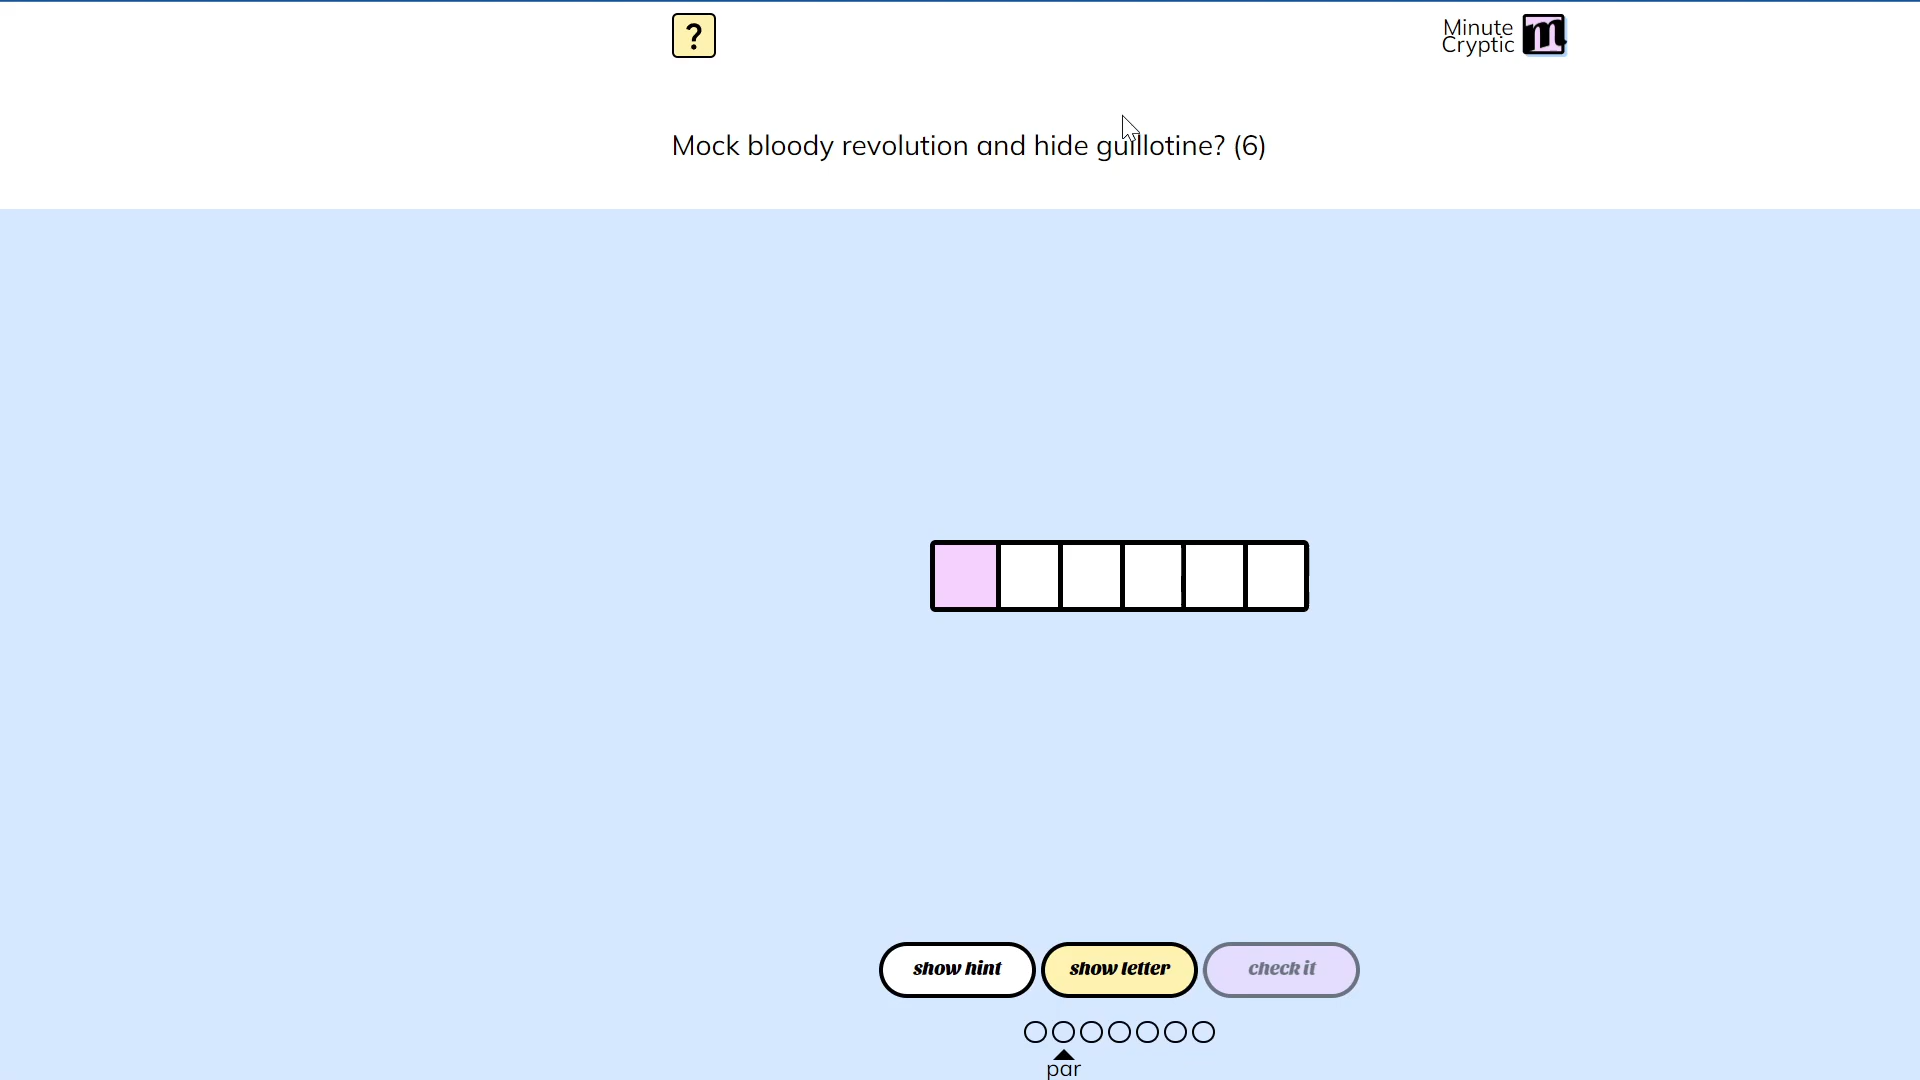 ?
Minute
Cryptic
m
Mock bloody revolution and hide guillotine? (6)
show hint
show letter
check it
par